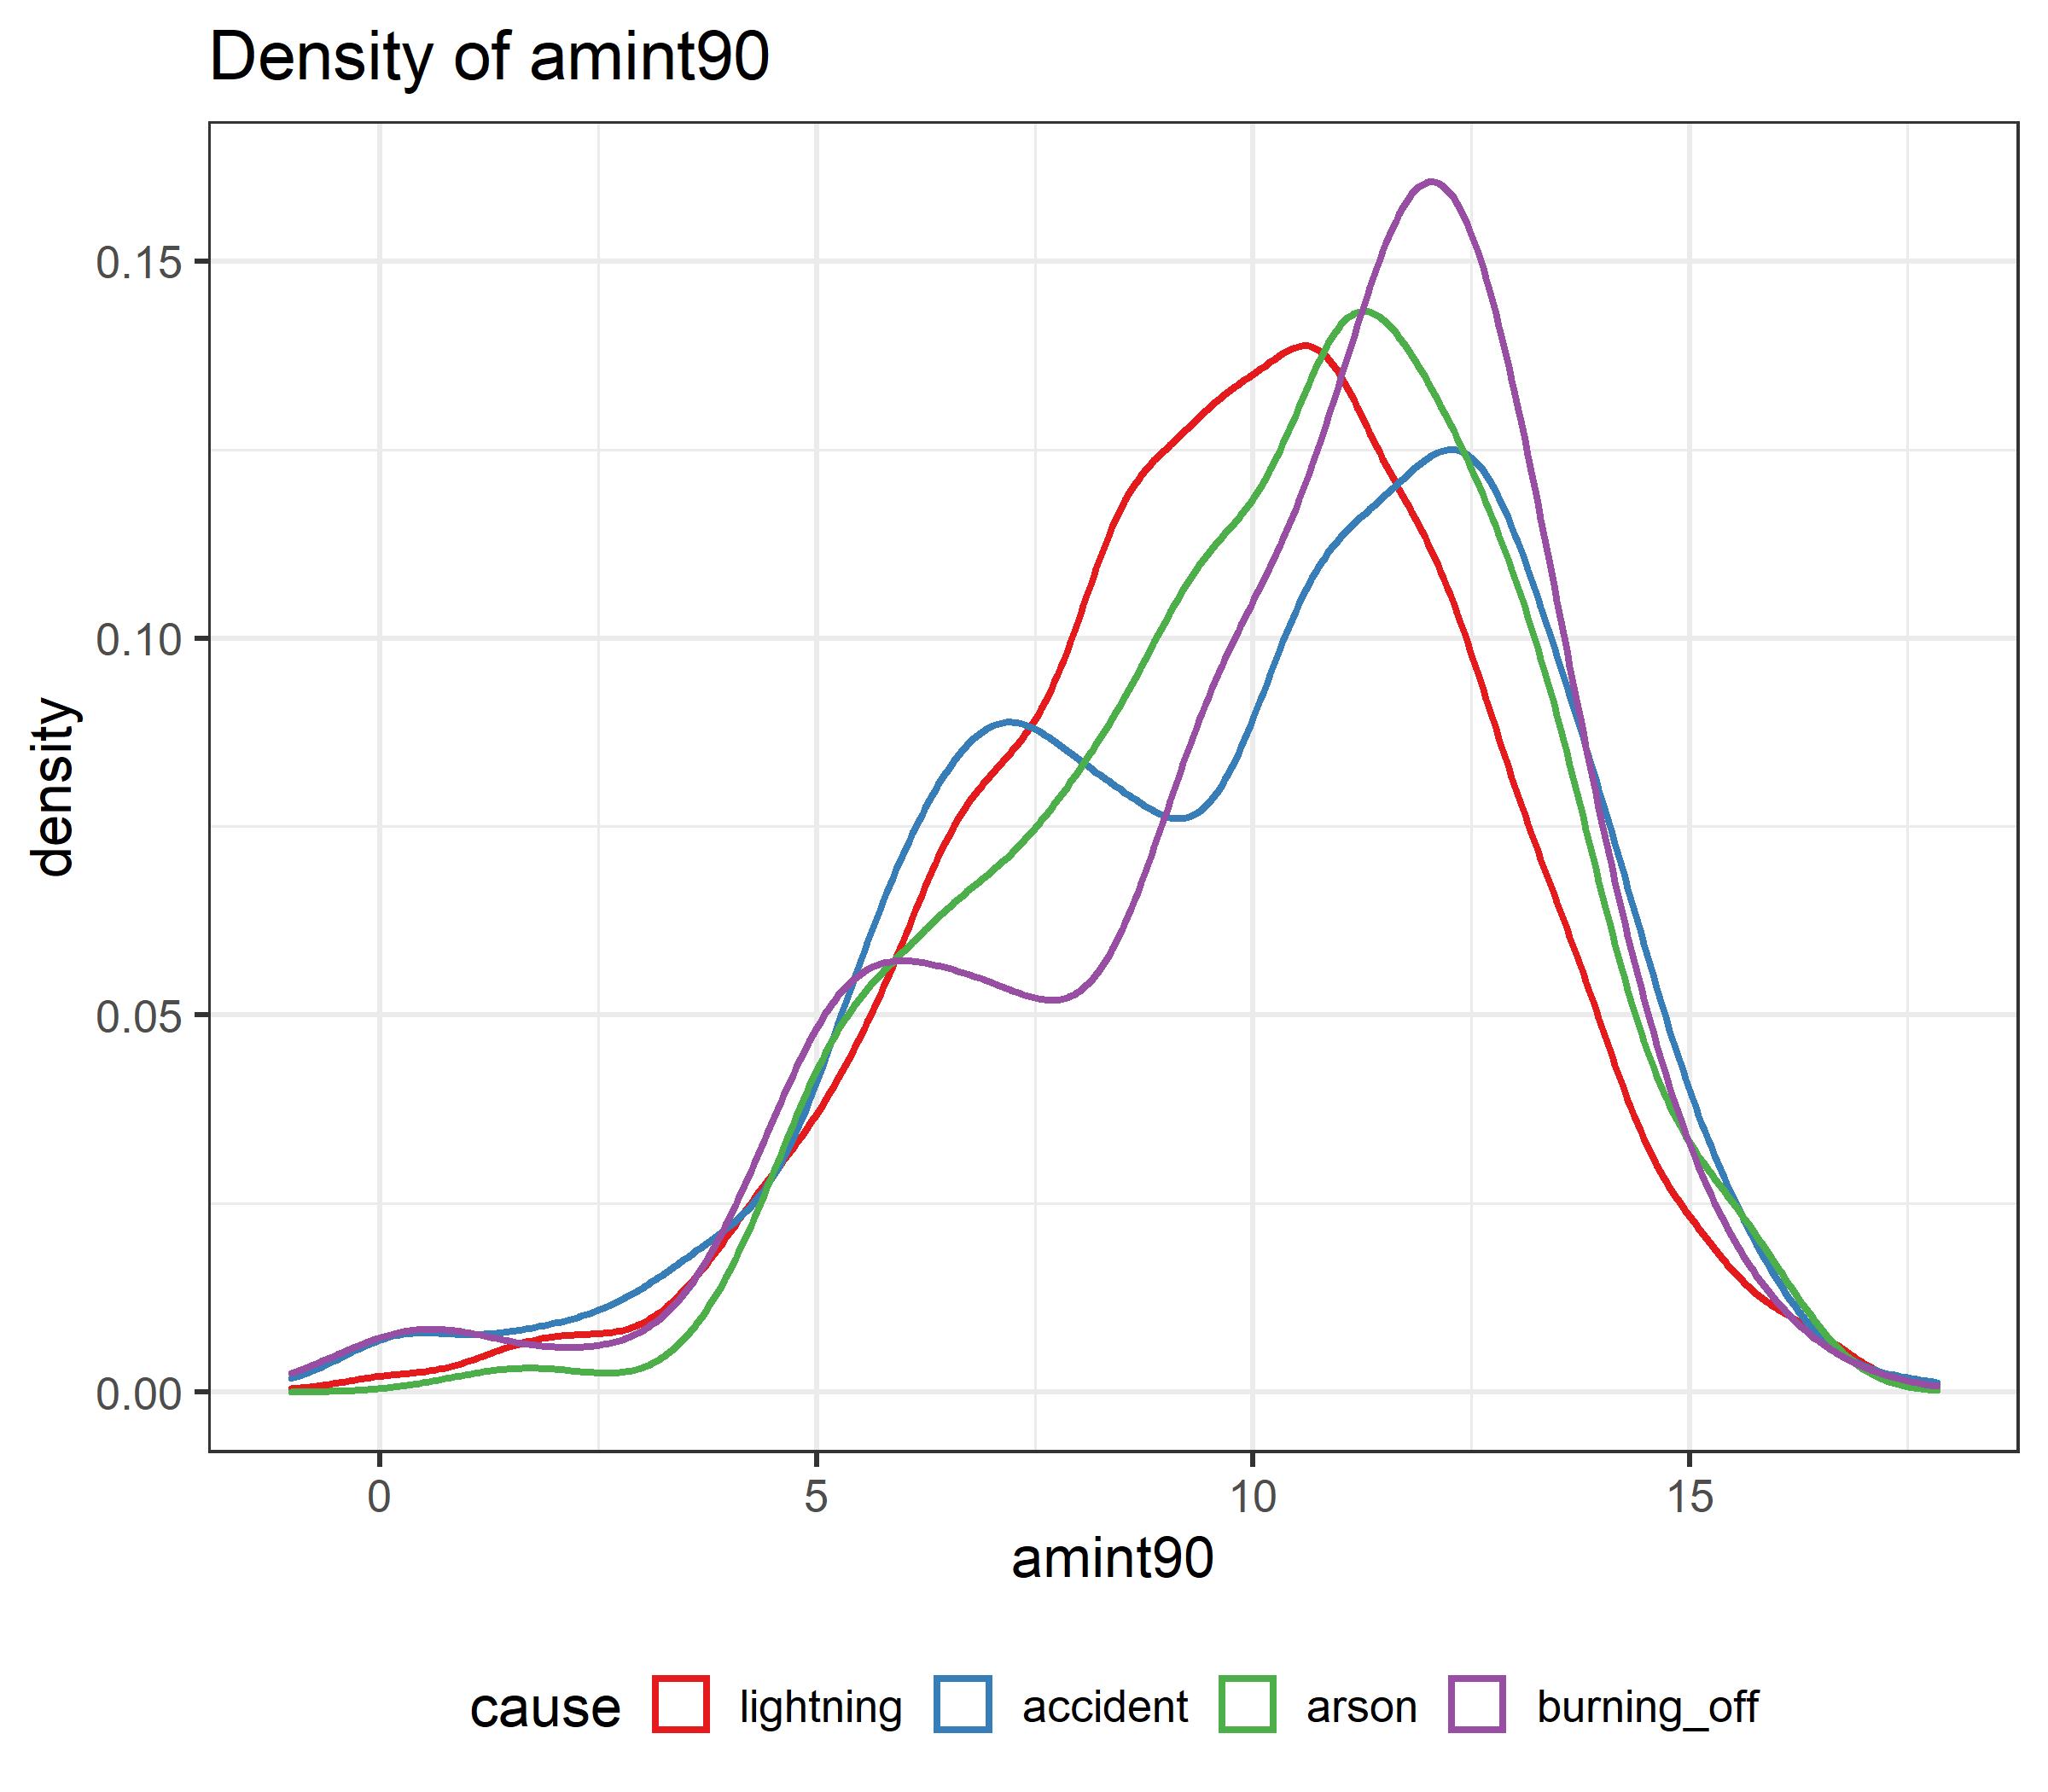 Density of amint90
density
0.15
0.10
0.05
0.00
0 5 10 15
amint90
cause lightning accident arson burning_off